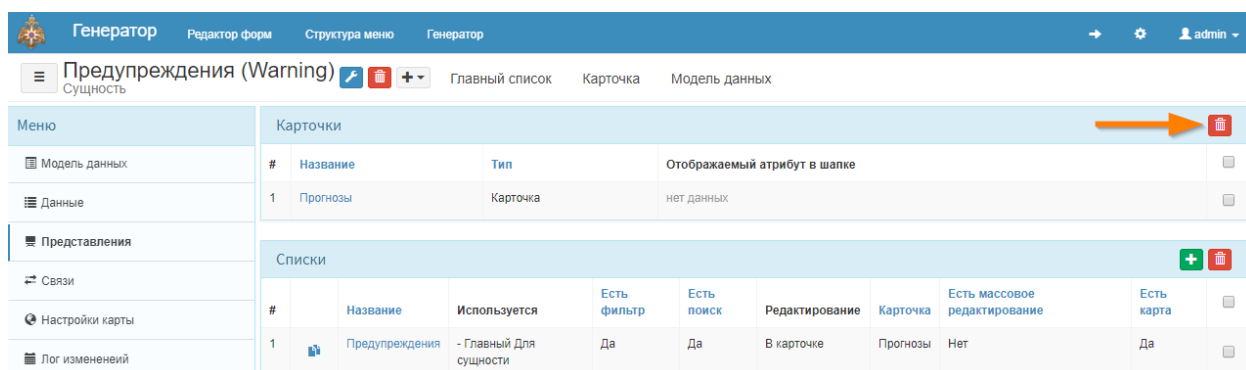 Генератор Редактор форм Структура меню Генератор admin
Предупреждения (Warning) Главный список Карточка Модель данных
Сущность
Меню
Модель данных
Данные
Представления
Связи
Настройки карты
Лог измененеий
Карточки
# Название Тип Отображаемый атрибут в шапке
1 Прогнозы Карточка нет данных
Списки
# Название Используется Есть фильтр Есть поиск Редактирование Карточка Есть массовое редактирование Есть карта
1 Предупреждения - Главный Для сущности Да Да В карточке Прогнозы Нет Да